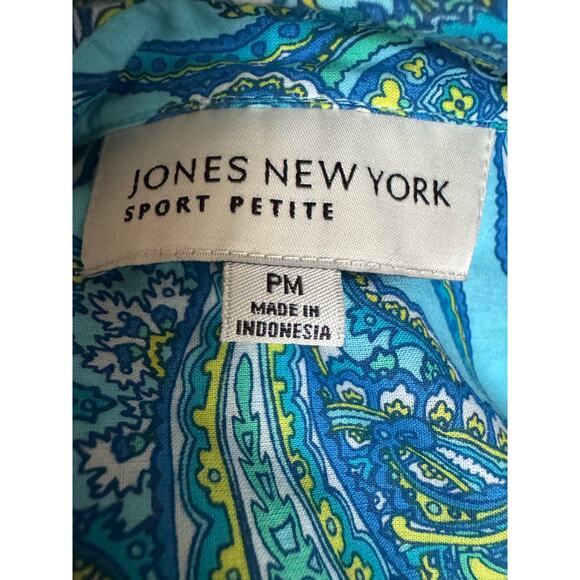 JONES NEW YORK
SPORT PETITE
PM
MADE IN
INDONESIA